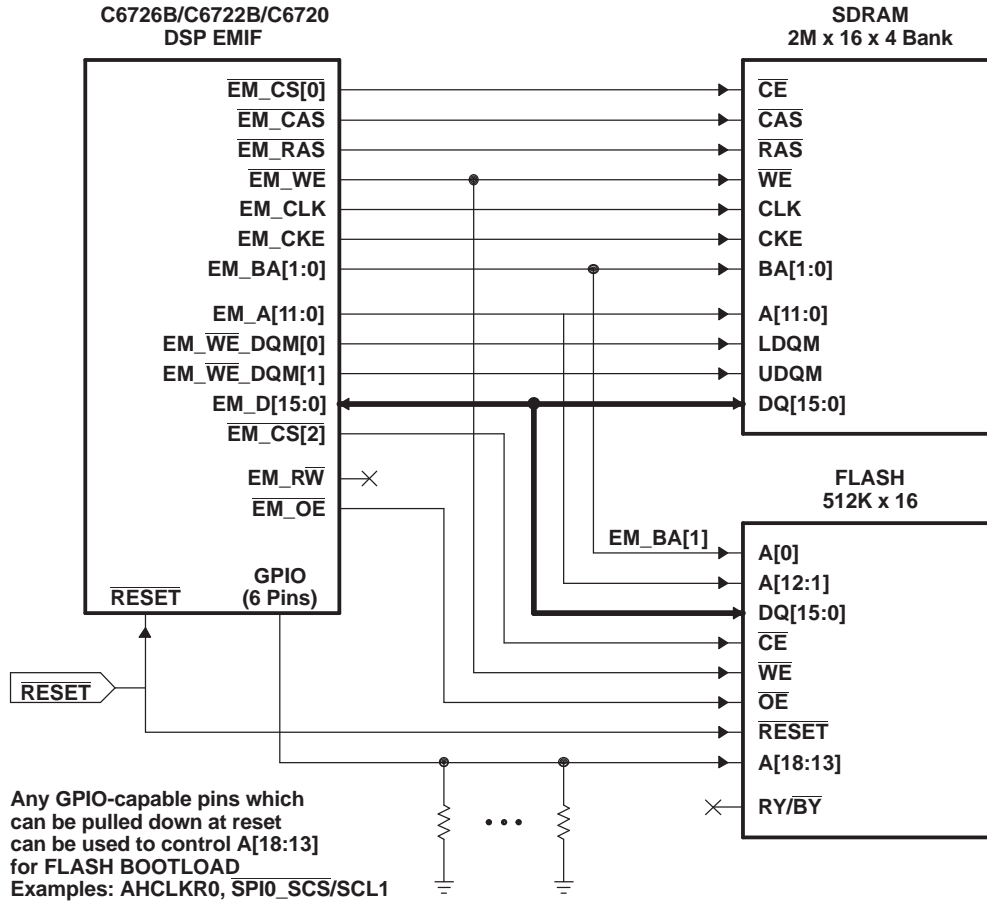 C6726B/C6722B/C6720
DSP EMIF
EM_CS[0]
EM_CAS
EM_RAS
EM_WE
EM_CLK
EM_CKE
EM_BA[1:0]
EM_A[11:0]
EM_WE_DQM[0]
EM_WE_DQM[1]
EM_D[15:0]
EM_CS[2]
EM_RW
EM_OE
RESET
GPIO
(6 Pins)
SDRAM
2M x 16 x 4 Bank
CE
CAS
RAS
WE
CLK
CKE
BA[1:0]
A[11:0]
LDQM
UDQM
DQ[15:0]
FLASH
512K x 16
EM_BA[1]
A[0]
A[12:1]
DQ[15:0]
CE
WE
OE
RESET
A[18:13]
RY/BY
RESET
Any GPIO-capable pins which
can be pulled down at reset
can be used to control A[18:13]
for FLASH BOOTLOAD
Examples: AHCLKR0, SPI0_SCS/SCL1